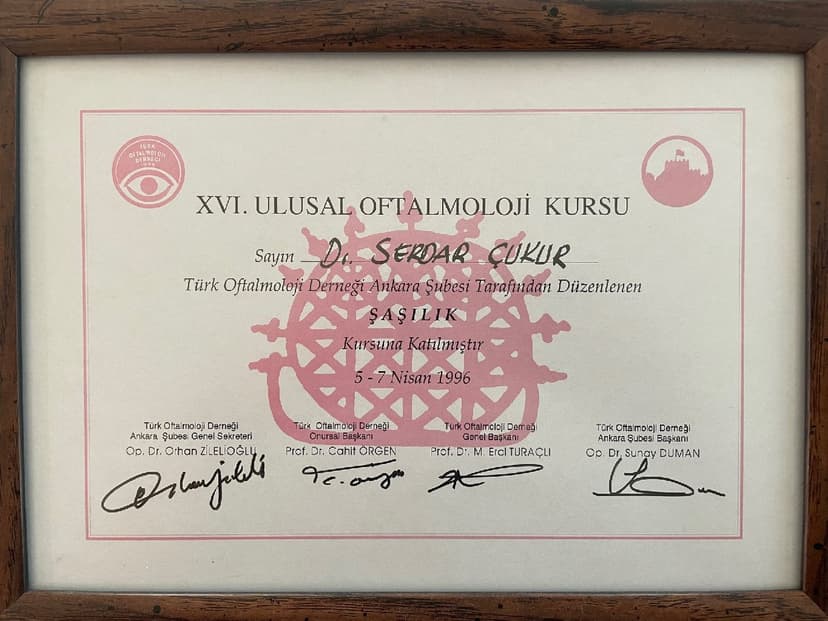 TÜRK
OFTALMOLOJİ
DERNEĞİ
XVI. ULUSAL OFTALMOLOJİ KURSU
Sayın Dr. SERDAR ÇUKUR
Türk Oftalmoloji Derneği Ankara Şubesi Tarafından Düzenlenen
ŞAŞILIK
Kursuna Katılmıştır
5 - 7 Nisan 1996
Türk Oftalmoloji Derneği
Ankara Şubesi Genel Sekreteri
Op. Dr. Orhan ZİLELİOĞLU
Türk Oftalmoloji Derneği
Onursal Başkanı
Prof. Dr. Cahit ÖRGEN
Türk Oftalmoloji Derneği
Genel Başkanı
Prof. Dr. M. Erol TURAÇLI
Türk Oftalmoloji Derneği
Ankara Şubesi Başkanı
Op. Dr. Sunay DUMAN